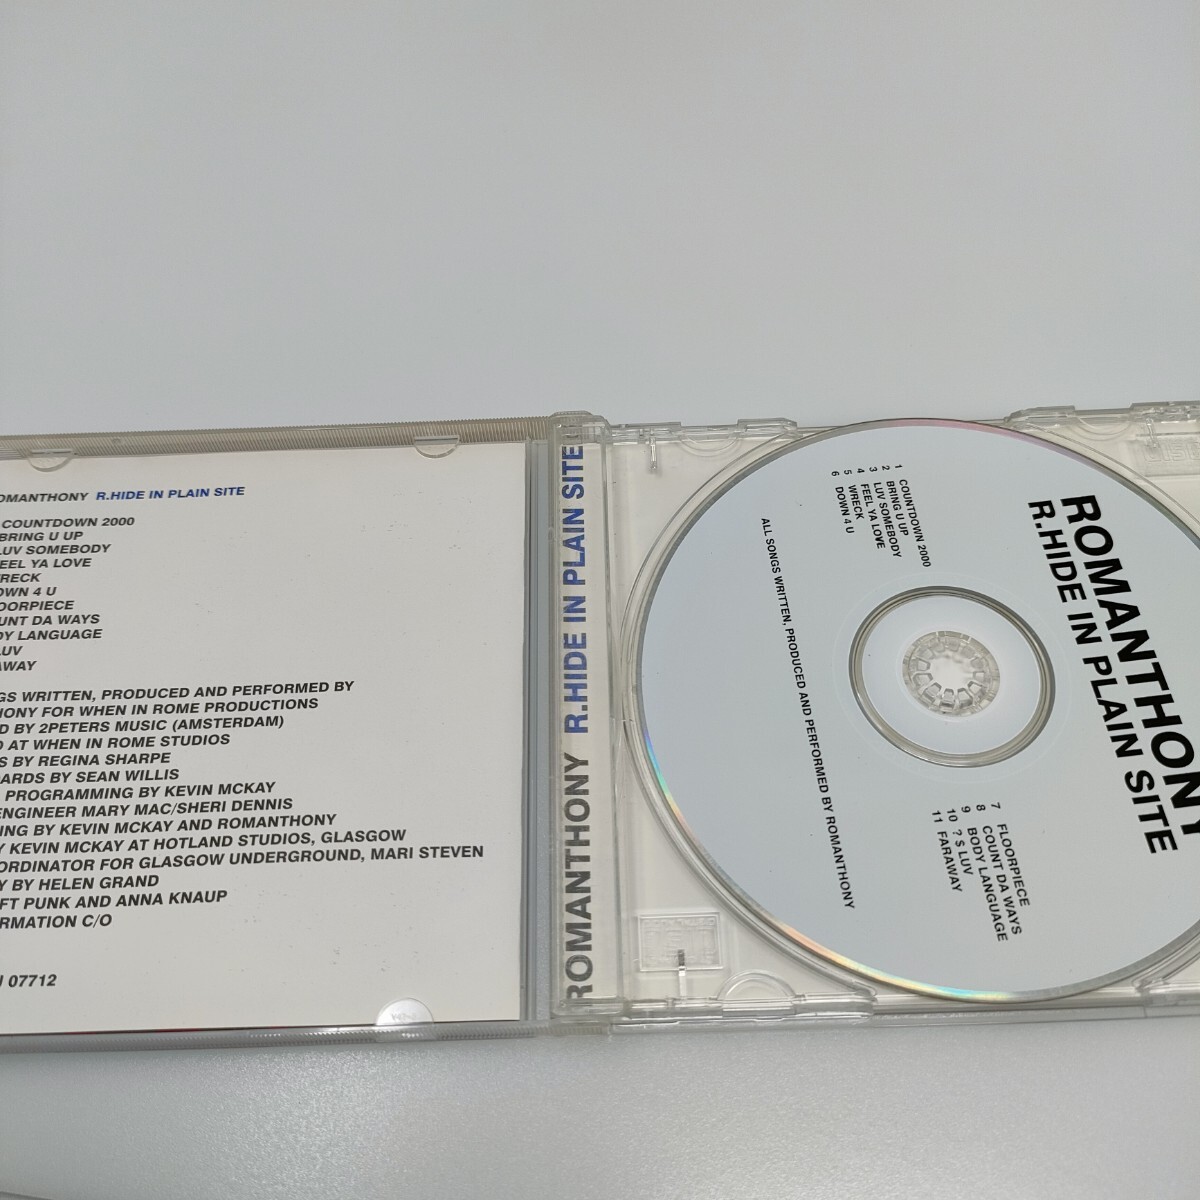 ROMANTHONY R.HIDE IN PLAIN SITE
COUNTDOWN 2000
BRING U UP
LUV SOMEBODY
FEEL YA LOVE
WRECK
DOWN 4 U
LOORPIECE
UNT DA WAYS
DY LANGUAGE
LUV
AWAY
GS WRITTEN, PRODUCED AND PERFORMED BY
HONY FOR WHEN IN ROME PRODUCTIONS
D BY 2PETERS MUSIC (AMSTERDAM)
D AT WHEN IN ROME STUDIOS
S BY REGINA SHARPE
OARDS BY SEAN WILLIS
PROGRAMMING BY KEVIN MCKAY
ENGINEER MARY MAC/SHERI DENNIS
ING BY KEVIN MCKAY AND ROMANTHONY
Y KEVIN MCKAY AT HOTLAND STUDIOS, GLASGOW
ORDINATOR FOR GLASGOW UNDERGROUND, MARI STEVEN
Y BY HELEN GRAND
FT PUNK AND ANNA KNAUP
ORMATION C/O
07712
ROMANTHONY R.HIDE IN PLAIN SITE
ROMANTHONY
R.HIDE IN PLAIN SITE
1 COUNTDOWN 2000
2 BRING U UP
3 LUV SOMEBODY
4 FEEL YA LOVE
5 WRECK
6 DOWN 4 U
7 FLOORPIECE
8 COUNT DA WAYS
9 BODY LANGUAGE
10 ? $ LUV
11 FARAWAY
ALL SONGS WRITTEN, PRODUCED AND PERFORMED BY ROMANTHONY